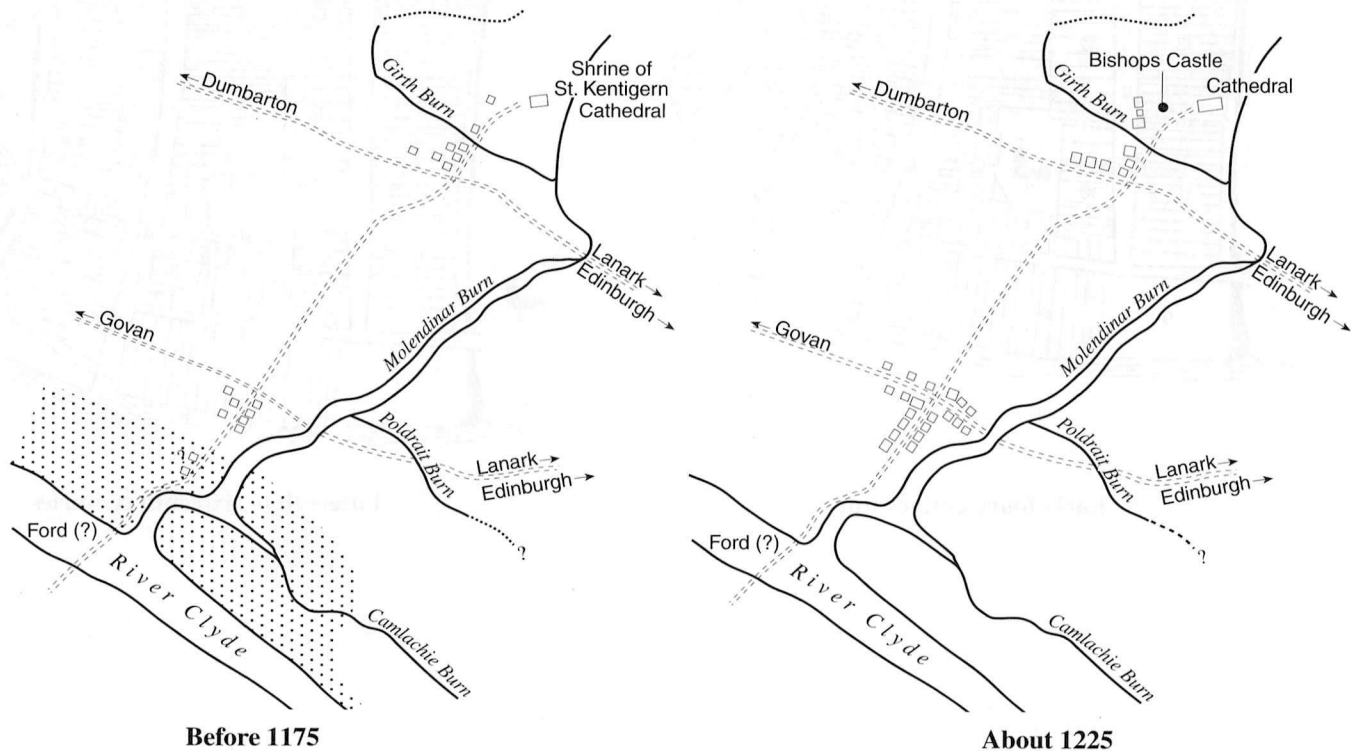 Girth Burn
Dumbarton
Shrine of
St. Kentigern
Cathedral
Lanark
Edinburgh
Molendinar Burn
Govan
?
Poldrait Burn
Lanark
Edinburgh
?
Ford (?)
River Clyde
Camlachie Burn
Before 1175
Bishops Castle
Cathedral
Girth Burn
Dumbarton
Lanark
Edinburgh
Molendinar Burn
Govan
Poldrait Burn
Lanark
Edinburgh
?
Ford (?)
River Clyde
Camlachie Burn
About 1225